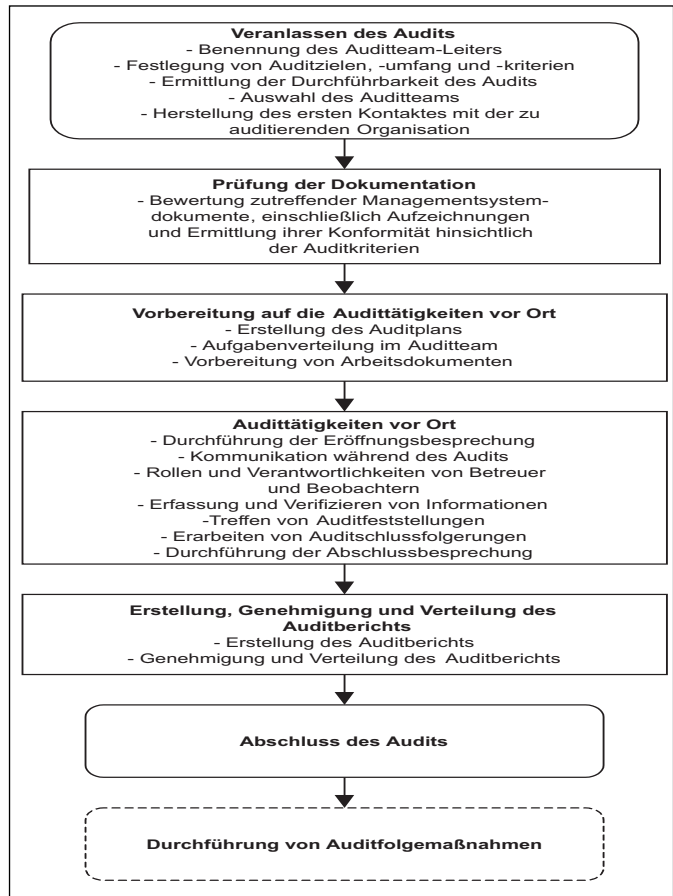 Veranlassen des Audits
- Benennung des Auditteam-Leiters
- Festlegung von Auditzielen, -umfang und -kriterien
- Ermittlung der Durchführbarkeit des Audits
- Auswahl des Auditteams
- Herstellung des ersten Kontaktes mit der zu
auditierenden Organisation
Prüfung der Dokumentation
- Bewertung zutreffender Managementsystem-
dokumente, einschließlich Aufzeichnungen
und Ermittlung ihrer Konformität hinsichtlich
der Auditkriterien
Vorbereitung auf die Audittätigkeiten vor Ort
- Erstellung des Auditplans
- Aufgabenverteilung im Auditteam
- Vorbereitung von Arbeitsdokumenten
Audittätigkeiten vor Ort
- Durchführung der Eröffnungsbesprechung
- Kommunikation während des Audits
- Rollen und Verantwortlichkeiten von Betreuer
und Beobachtern
- Erfassung und Verifizieren von Informationen
-Treffen von Auditfeststellungen
- Erarbeiten von Auditschlussfolgerungen
- Durchführung der Abschlussbesprechung
Erstellung, Genehmigung und Verteilung des
Auditberichts
- Erstellung des Auditberichts
- Genehmigung und Verteilung des Auditberichts
Abschluss des Audits
Durchführung von Auditfolgemaßnahmen